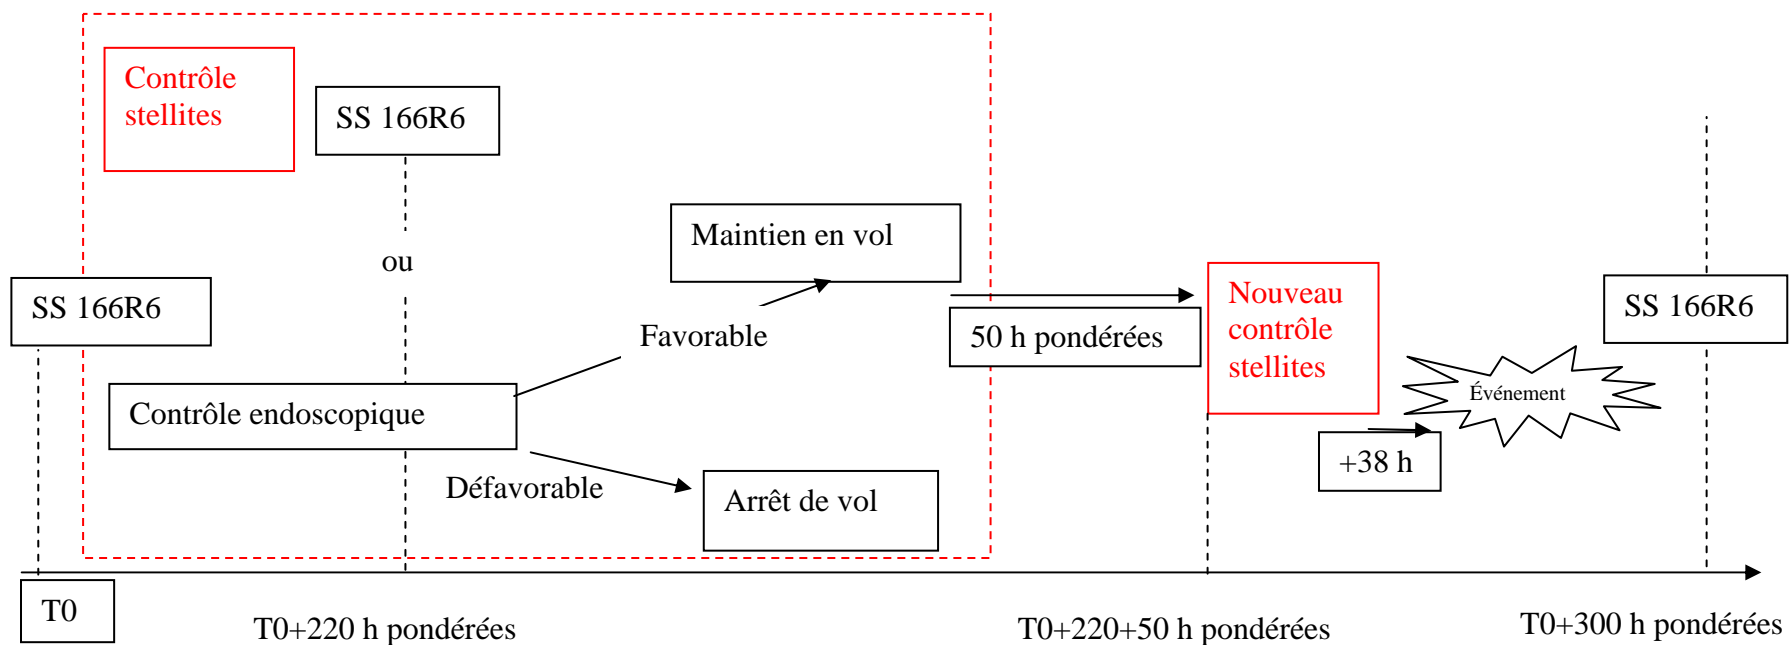 Contrôle
stellites
SS 166R6
ou
SS 166R6
Contrôle endoscopique
Favorable
Défavorable
Maintien en vol
Arrêt de vol
50 h pondérées
Nouveau
contrôle
stellites
+38 h
Événement
SS 166R6
T0
T0+220 h pondérées
T0+220+50 h pondérées
T0+300 h pondérées